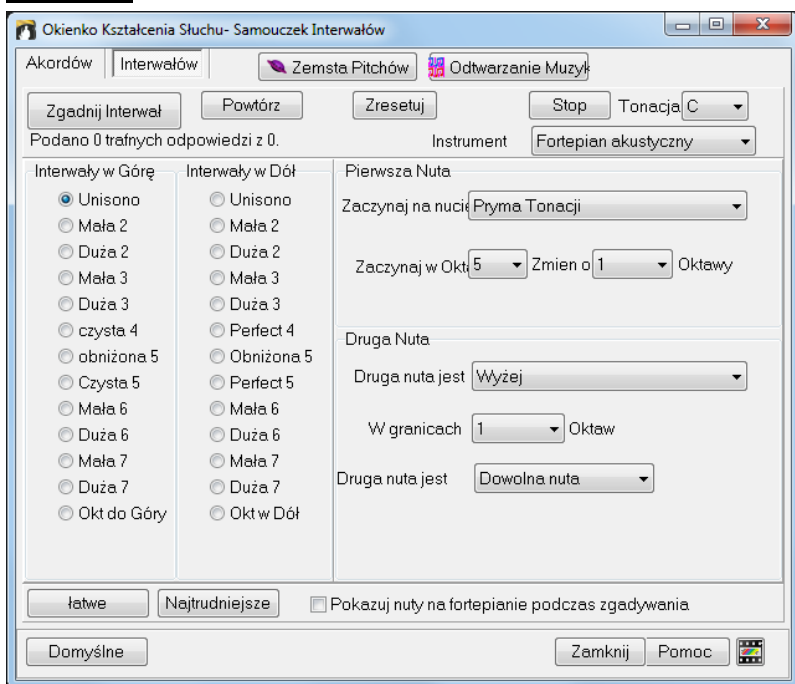 Okienko Kształcenia Słuchu- Samouczek Interwałów
Akordów Interwałów Zemsta Pitchów Odtwarzanie Muzyk
Zgadnij Interwał Powtórz Zresetuj Stop Tonacja C
Podano 0 trafnych odpowiedzi z 0. Instrument Fortepian akustyczny
Interwały w Górę Interwały w Dół Pierwsza Nuta
Unisono Unisono
Zaczynaj na nucie Pryma Tonacji
Mała 2 Mała 2
Duża 2 Duża 2
Mała 3 Mała 3
Zaczynaj w Okt 5 Zmien o 1 Oktawy
Duża 3 Duża 3
czysta 4 Perfect 4
Druga Nuta
obniżona 5 Obniżona 5
Czysta 5 Perfect 5
Druga nuta jest Wyżej
Mała 6 Mała 6
Duża 6 Duża 6
W granicach 1 Oktaw
Mała 7 Mała 7
Duża 7 Duża 7
Druga nuta jest Dowolna nuta
Okt do Góry Okt w Dół
łatwe Najtrudniejsze Pokazuj nuty na fortepianie podczas zgadywania
Domyślne Zamknij Pomoc